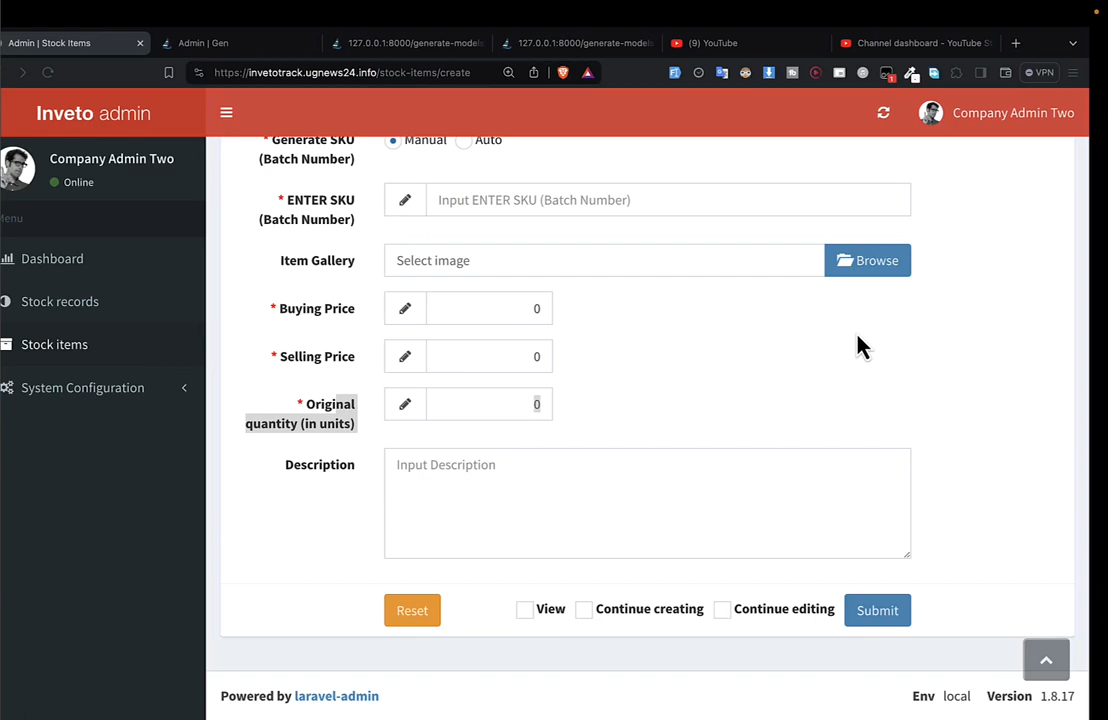 Admin | Stock Items
Admin | Gen
127.0.0.1:8000/generate-models
127.0.0.1:8000/generate-models
(9) YouTube
Channel dashboard - YouTube S
https://invetotrack.ugnews24.info/stock-items/create
1
VPN
Inveto admin
Company Admin Two
Company Admin Two
Online
Menu
Dashboard
Stock records
Stock items
System Configuration
* Generate SKU
(Batch Number)
Manual
Auto
* ENTER SKU
(Batch Number)
Input ENTER SKU (Batch Number)
Item Gallery
Select image
Browse
* Buying Price
0
* Selling Price
0
* Original
quantity (in units)
0
Description
Input Description
Reset
View
Continue creating
Continue editing
Submit
Powered by laravel-admin
Env local Version 1.8.17